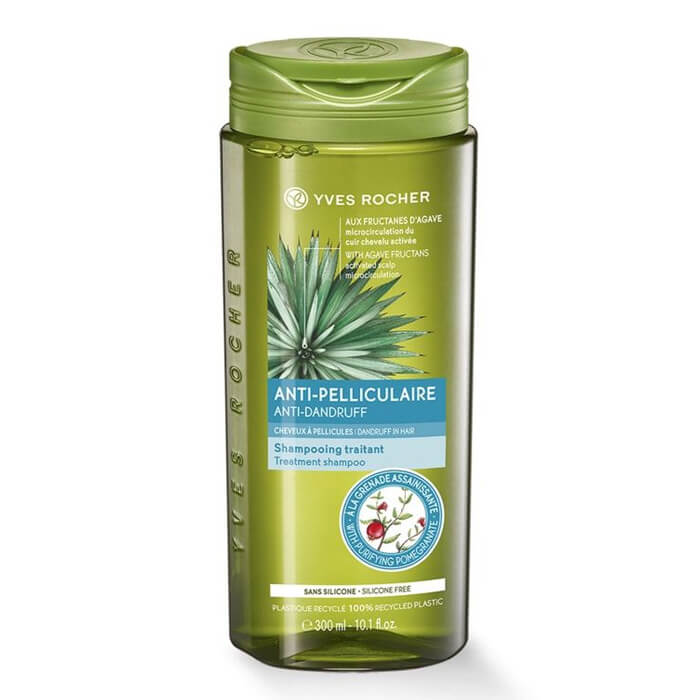 YVES ROCHER
AUX FRUCTANES D'AGAVE
microcirculation du
cuir chevelu activée
WITH AGAVE FRUCTANS
activated scalp
microcirculation
YVES ROCHER
ANTI-PELLICULAIRE
ANTI-DANDRUFF
CHEVEUX À PELLICULES | DANDRUFF IN HAIR
Shampooing traitant
Treatment shampoo
• À LA GRENADE ASSAINISSANTE •
WITH PURIFYING POMEGRANATE
SANS SILICONE • SILICONE FREE
PLASTIQUE RECYCLÉ 100% RECYCLED PLASTIC
℮ 300 ml - 10.1 fl.oz.